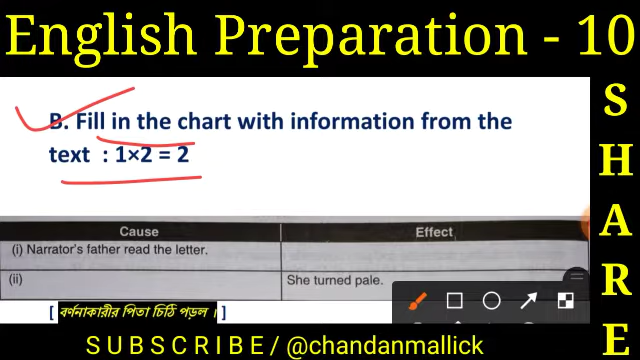 English Preparation - 10
B. Fill in the chart with information from the
text : 1×2 = 2
Cause Effect
(i) Narrator's father read the letter.
(ii) She turned pale.
[ বর্ণনাকারীর পিতা চিঠি পড়ল । ]
SUBSCRIBE/ @chandanmallick
S
H
A
R
E